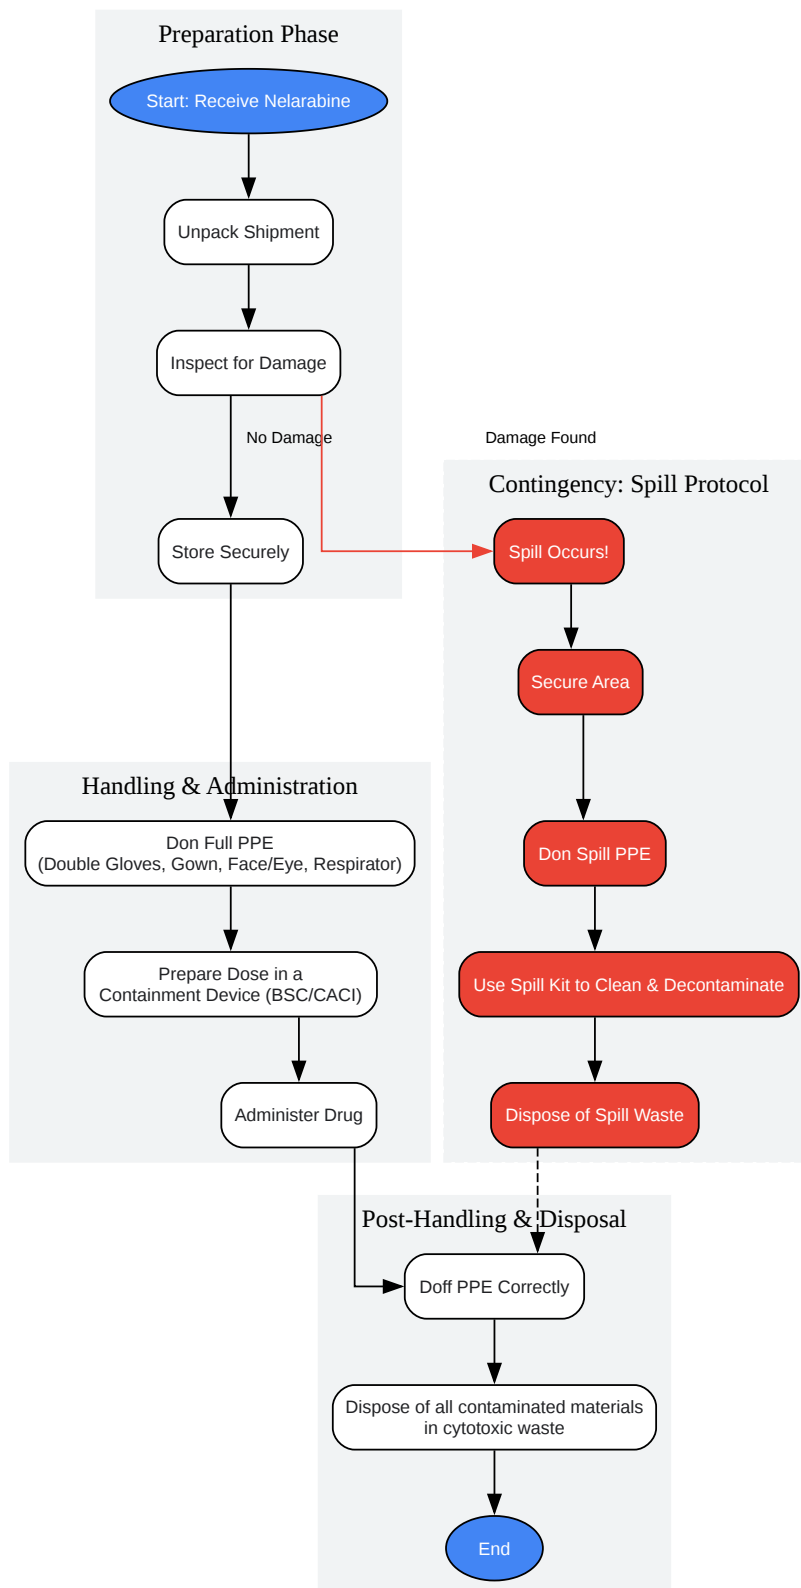 Preparation Phase
Start: Receive Nelarabine
Unpack Shipment
Inspect for Damage
No Damage
Damage Found
Store Securely
Contingency: Spill Protocol
Spill Occurs!
Secure Area
Don Spill PPE
Use Spill Kit to Clean & Decontaminate
Dispose of Spill Waste
Handling & Administration
Don Full PPE
(Double Gloves, Gown, Face/Eye, Respirator)
Prepare Dose in a
Containment Device (BSC/CACI)
Administer Drug
Post-Handling & Disposal
Doff PPE Correctly
Dispose of all contaminated materials
in cytotoxic waste
End